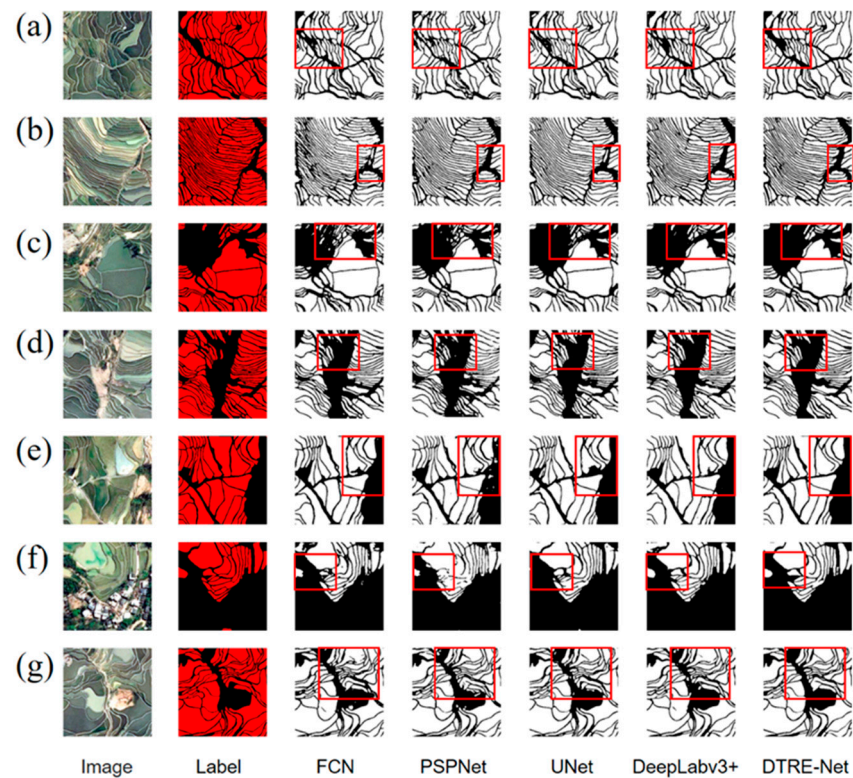 (a)
(b)
(c)
(d)
(e)
(f)
(g)
Image Label FCN PSPNet UNet DeepLabv3+ DTRE-Net